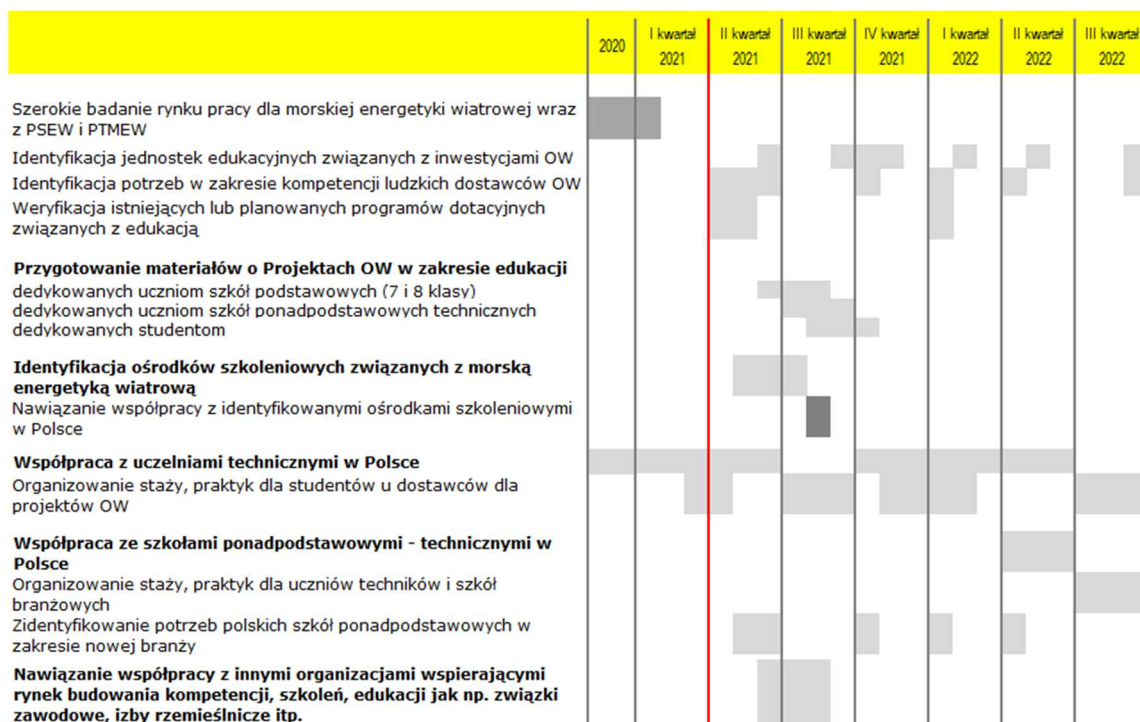 2020
I kwartał
2021
II kwartał
2021
III kwartał
2021
IV kwartał
2021
I kwartał
2022
II kwartał
2022
III kwartał
2022
Szerokie badanie rynku pracy dla morskiej energetyki wiatrowej wraz
z PSEW i PTMEW
Identyfikacja jednostek edukacyjnych związanych z inwestycjami OW
Identyfikacja potrzeb w zakresie kompetencji ludzkich dostawców OW
Weryfikacja istniejących lub planowanych programów dotacyjnych
związanych z edukacją
Przygotowanie materiałów o Projektach OW w zakresie edukacji
dedykowanych uczniom szkół podstawowych (7 i 8 klasy)
dedykowanych uczniom szkół ponadpodstawowych technicznych
dedykowanych studentom
Identyfikacja ośrodków szkoleniowych związanych z morską
energetyką wiatrową
Nawiązanie współpracy z identyfikowanymi ośrodkami szkoleniowymi
w Polsce
Współpraca z uczelniami technicznymi w Polsce
Organizowanie staży, praktyk dla studentów u dostawców dla
projektów OW
Współpraca ze szkołami ponadpodstawowymi - technicznymi w
Polsce
Organizowanie staży, praktyk dla uczniów techników i szkół
branżowych
Zidentyfikowanie potrzeb polskich szkół ponadpodstawowych w
zakresie nowej branży
Nawiązanie współpracy z innymi organizacjami wspierającymi
rynek budowania kompetencji, szkoleń, edukacji jak np. związki
zawodowe, izby rzemieślnicze itp.